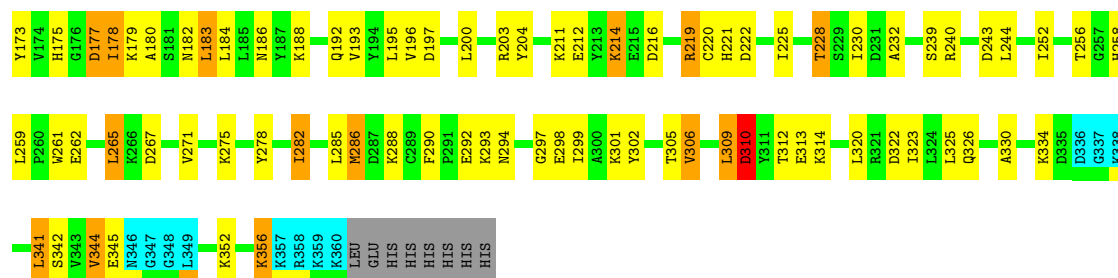 Y173 V174 H175 G176 D177 I178 K179 A180 S181 N182 L183 L184 L185 N186 Y187 K188 Q192 V193 Y194 L195 V196 D197 L200 R203 Y204 K211 E212 Y213 K214 E215 D216 R219 C220 H221 D222 I225 T228 S229 I230 D231 A232 S239 R240 D243 L244 I252 T256 G257 H258
L259 P260 W261 E262 L265 K266 D267 V271 K275 Y278 I282 L285 M286 D287 K288 C289 F290 P291 E292 K293 N294 G297 E298 I299 A300 K301 Y302 T305 V306 L309 D310 Y311 T312 E313 K314 L320 R321 D322 I323 L324 L325 Q326 A330 K334 D335 D336 G337 K338
L341 S342 V343 V344 E345 N346 G347 G348 L349 K352 K356 K357 R358 K359 K360 LEU GLU HIS HIS HIS HIS HIS HIS